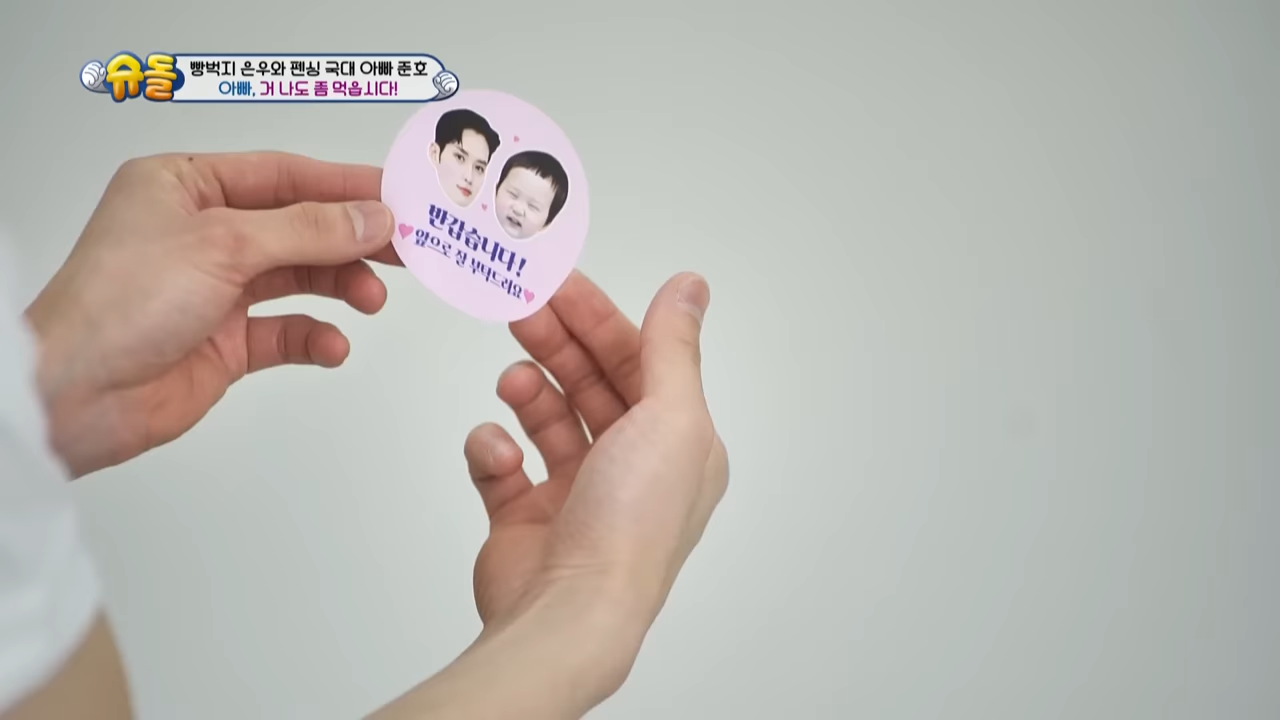 슈돌
빵벅지 은우와 펜싱 국대 아빠 준호
아빠, 거 나도 좀 먹읍시다!
반갑습니다!
앞으로 잘 부탁드려요